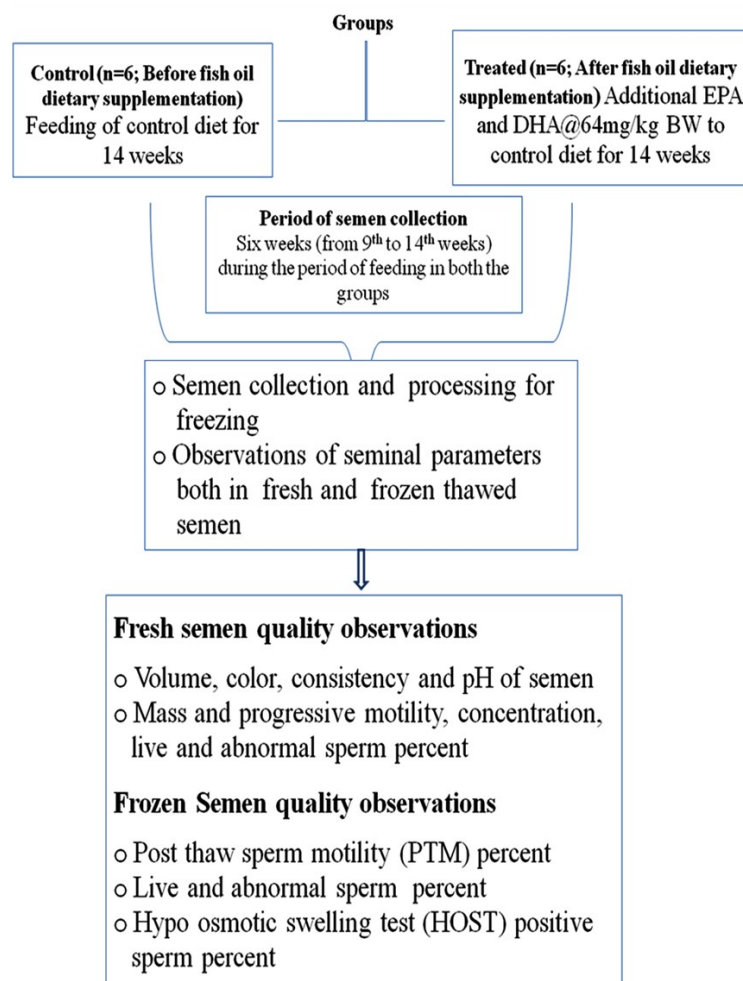 Groups
Control (n=6; Before fish oil
dietary supplementation)
Feeding of control diet for
14 weeks
Treated (n=6; After fish oil dietary
supplementation) Additional EPA
and DHA@64mg/kg BW to
control diet for 14 weeks
Period of semen collection
Six weeks (from 9th to 14th weeks)
during the period of feeding in both the
groups
o Semen collection and processing for
freezing
o Observations of seminal parameters
both in fresh and frozen thawed
semen
Fresh semen quality observations
o Volume, color, consistency and pH of semen
o Mass and progressive motility, concentration,
live and abnormal sperm percent
Frozen Semen quality observations
o Post thaw sperm motility (PTM) percent
o Live and abnormal sperm percent
o Hypo osmotic swelling test (HOST) positive
sperm percent